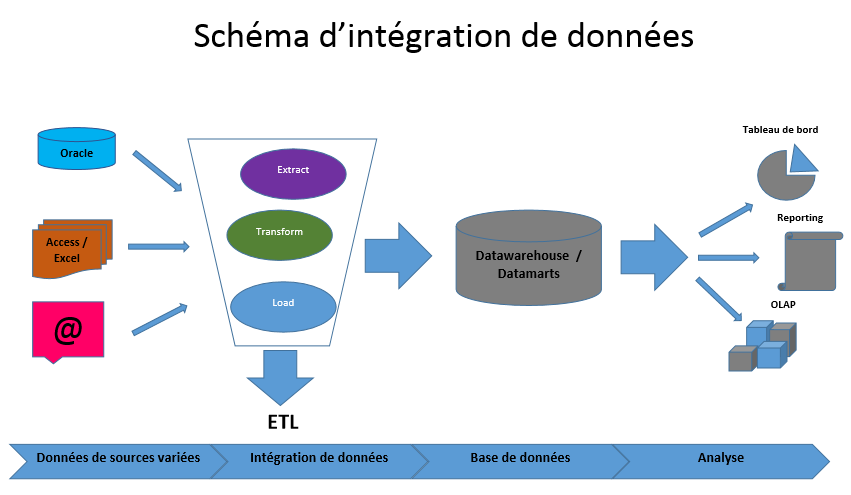 Schéma d’intégration de données
Oracle
Access /
Excel
@
Extract
Transform
Load
ETL
Datawarehouse /
Datamarts
Tableau de bord
Reporting
OLAP
Données de sources variées
Intégration de données
Base de données
Analyse